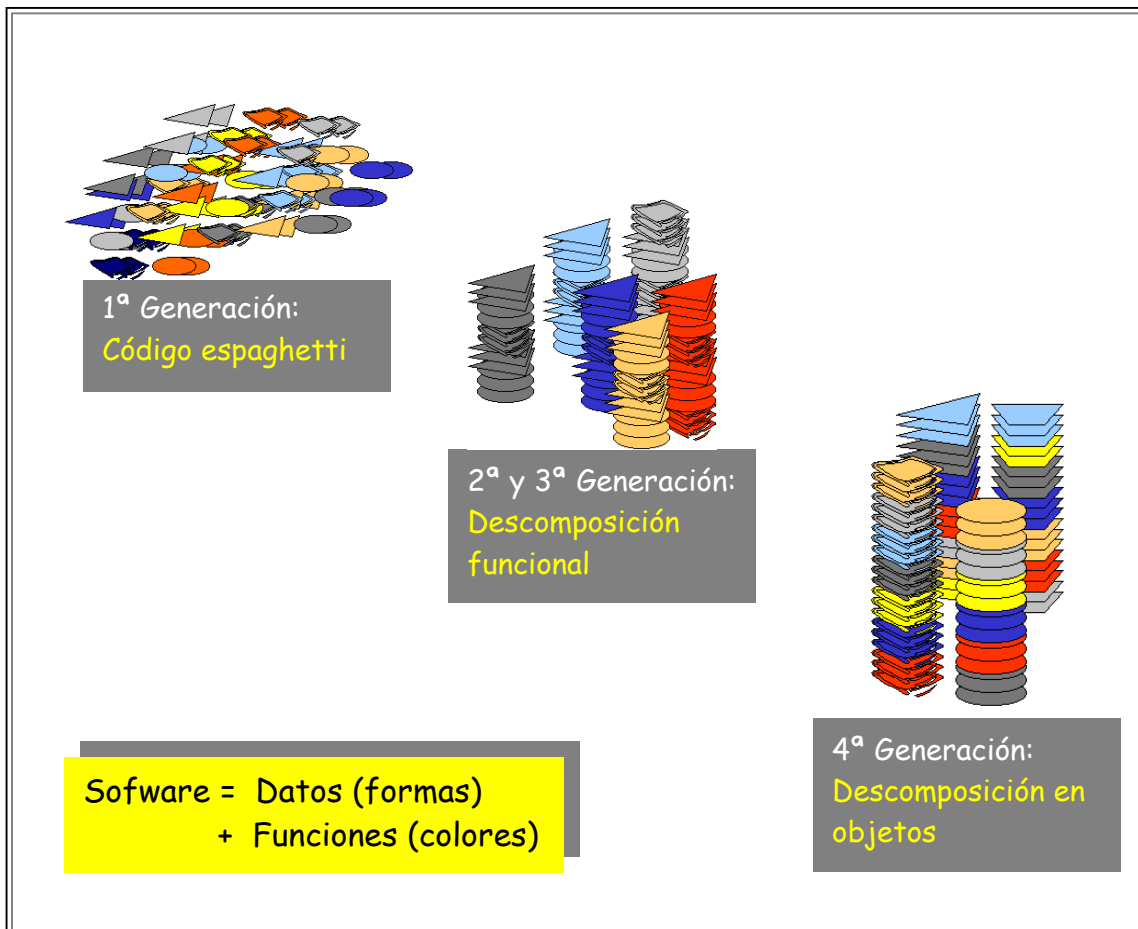 1ª Generación:
Código espaghetti
2ª y 3ª Generación:
Descomposición
funcional
4ª Generación:
Descomposición en
objetos
Sofware = Datos (formas)
+ Funciones (colores)